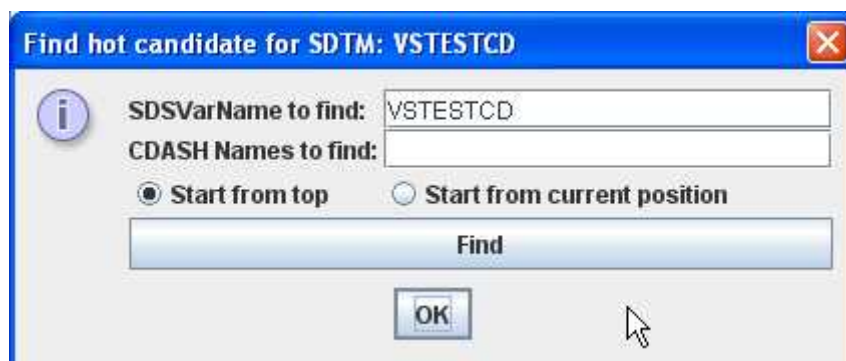 Find hot candidate for SDTM: VSTESTCD
SDSVarName to find: VSTESTCD
CDASH Names to find:
Start from top Start from current position
Find
OK